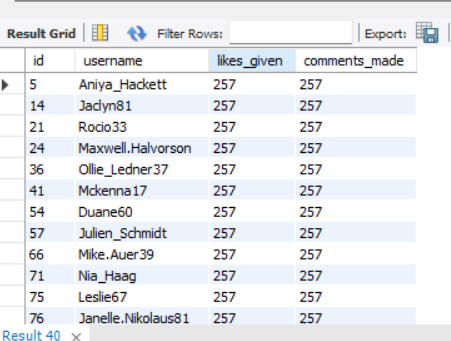 Result Grid Filter Rows: Export:
id username likes_given comments_made
5 Aniya_Hackett 257 257
14 Jaclyn81 257 257
21 Rocio33 257 257
24 Maxwell.Halvorson 257 257
36 Ollie_Ledner37 257 257
41 Mckenna17 257 257
54 Duane60 257 257
57 Julien_Schmidt 257 257
66 Mike.Auer39 257 257
71 Nia_Haag 257 257
75 Leslie67 257 257
76 Janelle.Nikolaus81 257 257
Result 40